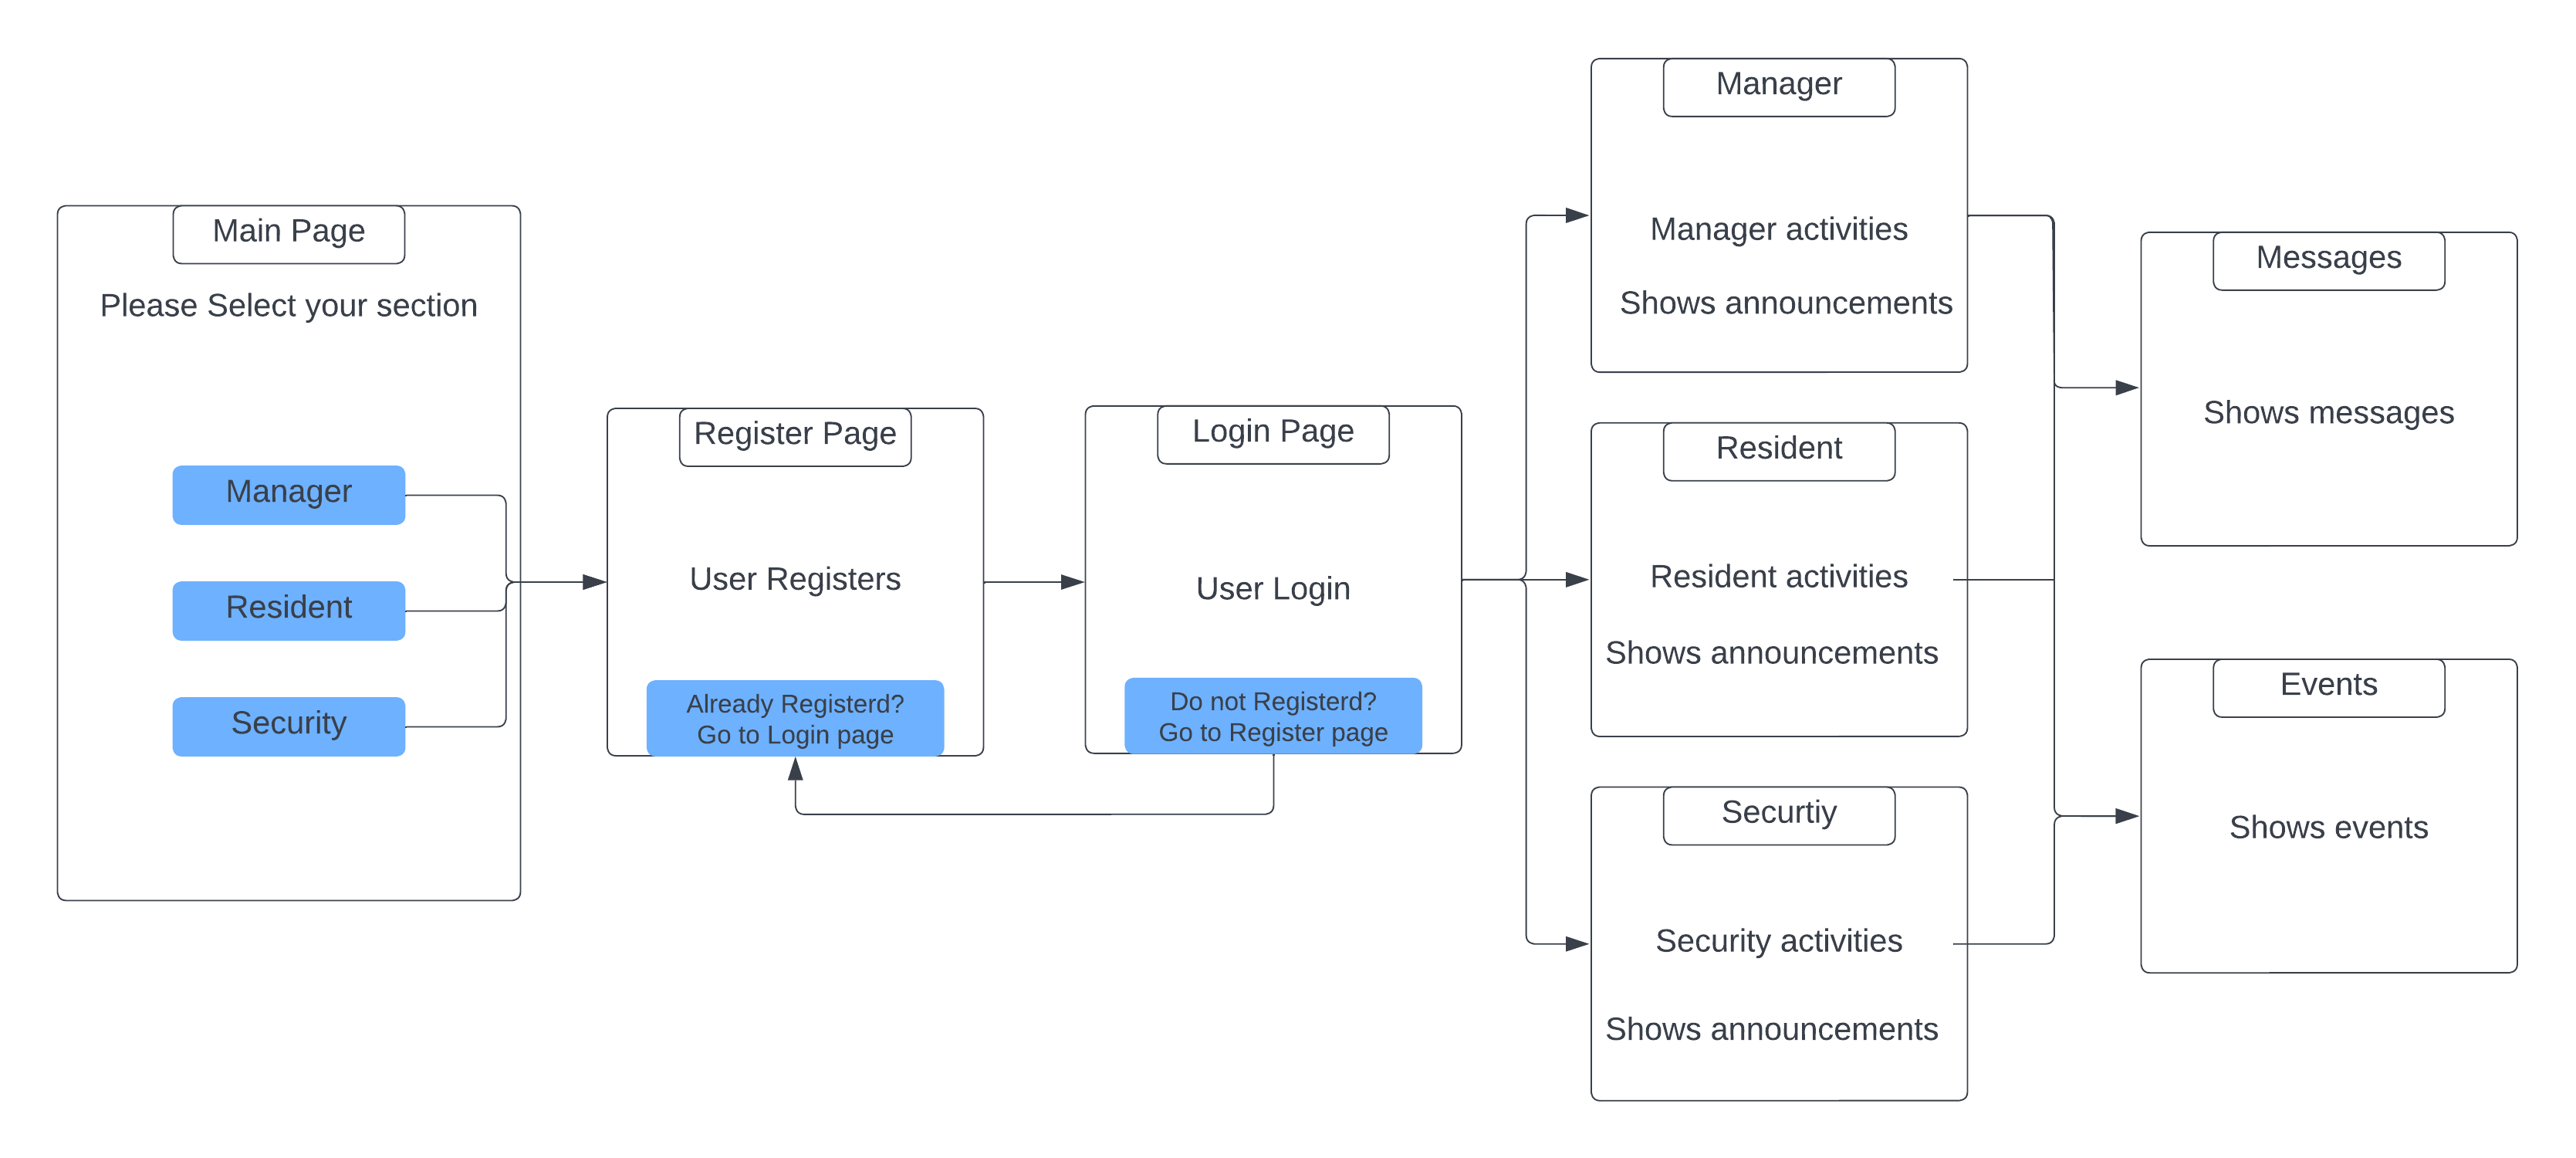 Main Page
Please Select your section
Manager
Resident
Security
Register Page
User Registers
Already Registerd?
Go to Login page
Login Page
User Login
Do not Registerd?
Go to Register page
Manager
Manager activities
Shows announcements
Resident
Resident activities
Shows announcements
Securtiy
Security activities
Shows announcements
Messages
Shows messages
Events
Shows events